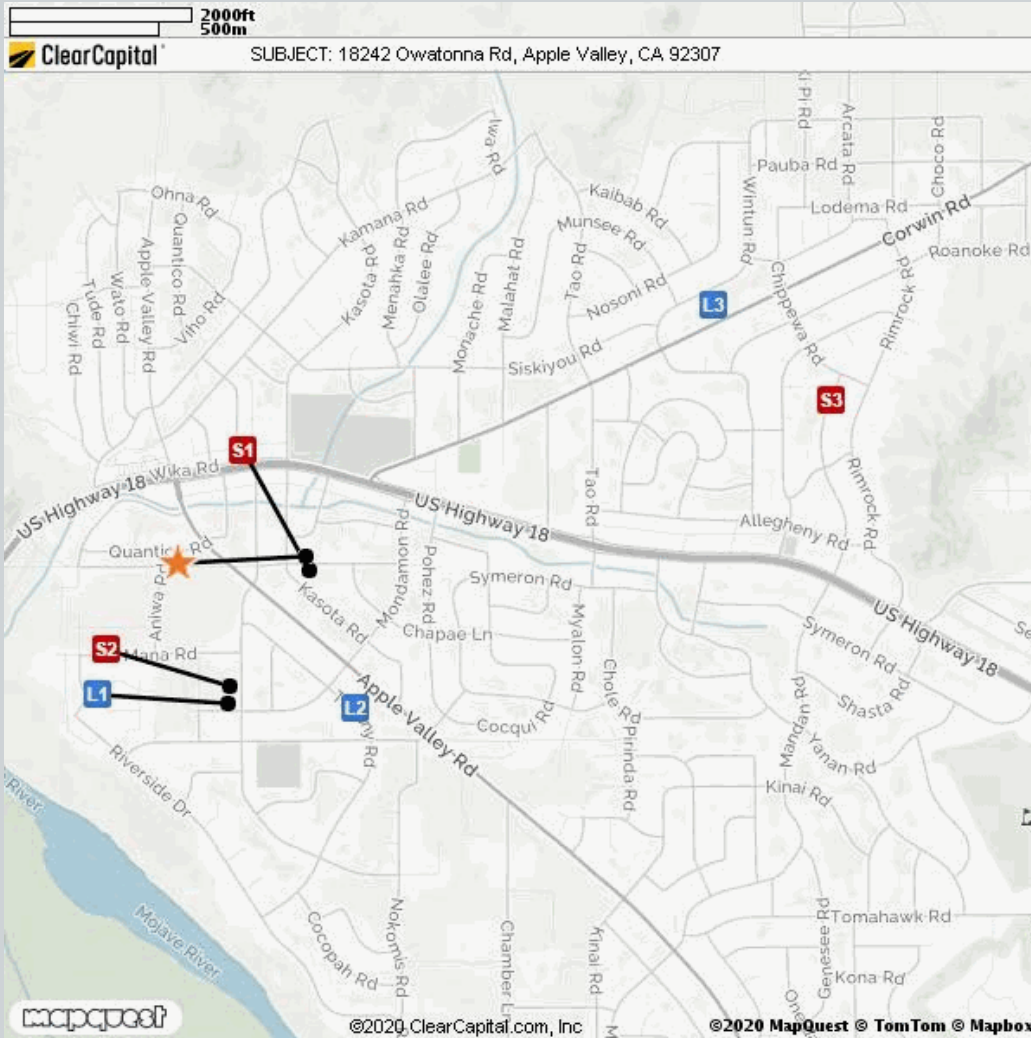 2000ft
500m
ClearCapital
SUBJECT: 18242 Owatonna Rd, Apple Valley, CA 92307
Iwa Rd
Arcata Rd
Choco Rd
Pauba Rd
Ohna Rd
Kaibab Rd
Wintun Rd
Lodema Rd
Quantico Rd
Kamana Rd
Munsee Rd
Corwin Rd
Apple Valley Rd
Kasota Rd
Menahka Rd
Olalee Rd
Malahat Rd
Tao Rd
Roanoke Rd
Tude Rd
Wato Rd
Chiwi Rd
Viho Rd
Monache Rd
Nosoni Rd
Chippewa Rd
Rimrock Rd
L3
Siskiyou Rd
S3
S1
Wika Rd
US Highway 18
US Highway 18
Tao Rd
Rimrock Rd
Allegheny Rd
Quantico Rd
Symeron Rd
Kasota Rd
Mondamon Rd
Pohez Rd
Chapae Ln
Myalon Rd
US Highway 18
Symeron Rd
S2
Mana Rd
L1
L2
Apple Valley Rd
Chole Rd
Cocqui Rd
Pirinda Rd
Mandan Rd
Shasta Rd
Yanan Rd
Riverside Dr
Kinai Rd
River
Mojave River
Cocopah Rd
Nokomis Rd
Chamber Ln
Kinai Rd
Genesee Rd
Tomahawk Rd
Kona Rd
mapquest
©2020 ClearCapital.com, Inc
©2020 MapQuest © TomTom © Mapbox